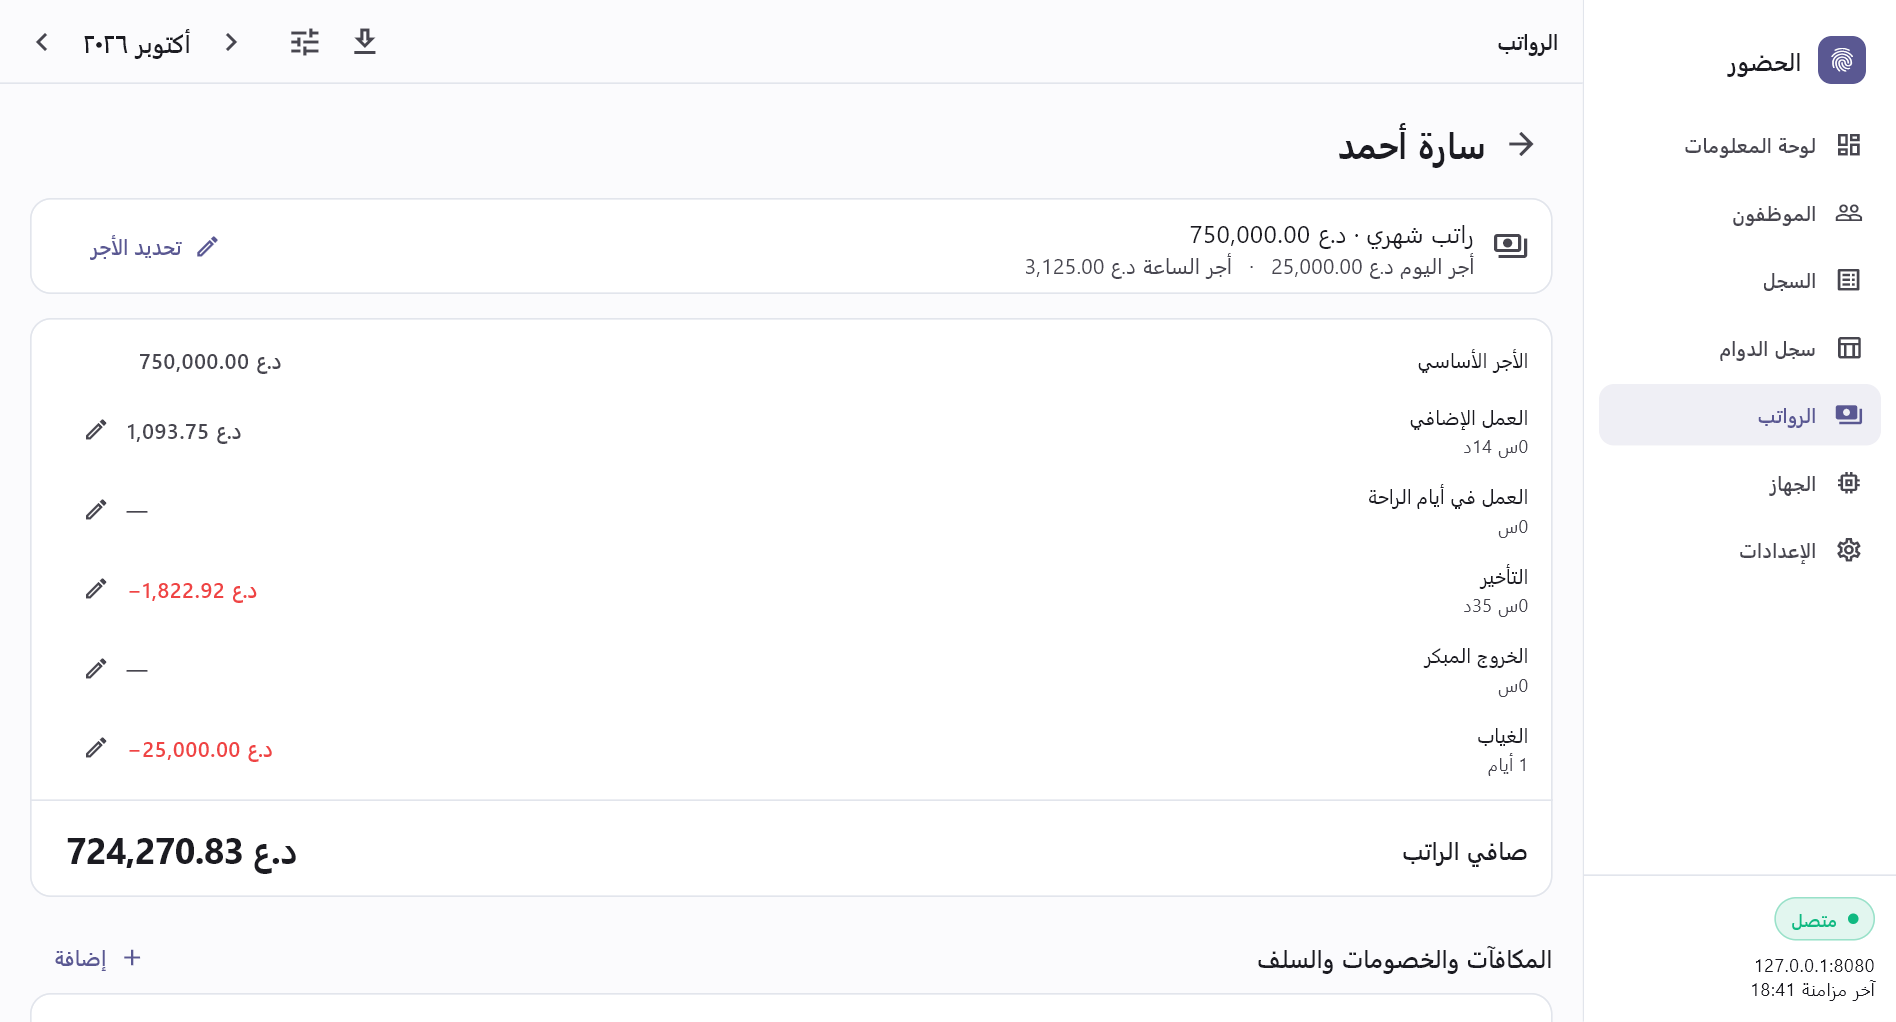 الحضور
لوحة المعلومات
الموظفون
السجل
سجل الدوام
الرواتب
الجهاز
الإعدادات
متصل
127.0.0.1:8080
آخر مزامنة 18:41
الرواتب
أكتوبر ٢٠٢٦
سارة أحمد
راتب شهري · د.ع 750,000.00
أجر اليوم د.ع 25,000.00 · أجر الساعة د.ع 3,125.00
تحديد الأجر
الأجر الأساسي
د.ع 750,000.00
العمل الإضافي
0س 14د
د.ع 1,093.75
العمل في أيام الراحة
0س
—
التأخير
0س 35د
د.ع 1,822.92−
الخروج المبكر
0س
—
الغياب
1 أيام
د.ع 25,000.00−
صافي الراتب
د.ع 724,270.83
المكافآت والخصومات والسلف
إضافة